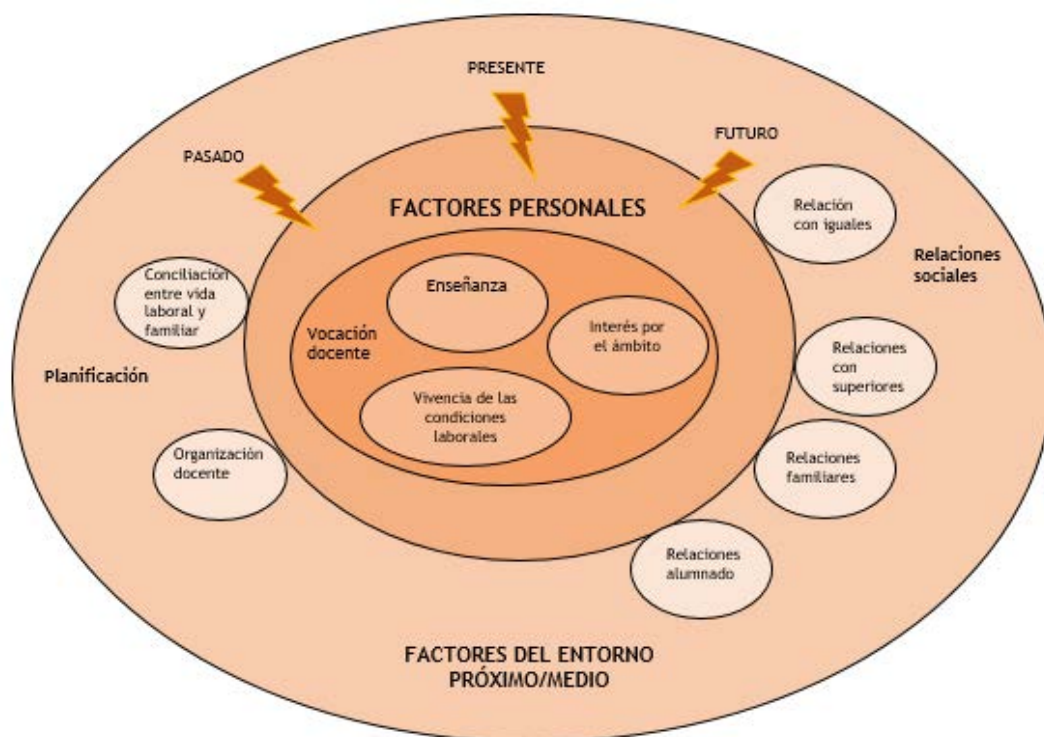 PRESENTE
PASADO
FUTURO
FACTORES PERSONALES
Relación
con iguales
Relaciones
sociales
Conciliación
entre vida
laboral y
familiar
Enseñanza
Vocación
docente
Interés por
el ámbito
Relaciones
con
superiores
Planificación
Vivencia de las
condiciones
laborales
Organización
docente
Relaciones
familiares
Relaciones
alumnado
FACTORES DEL ENTORNO
PRÓXIMO/MEDIO